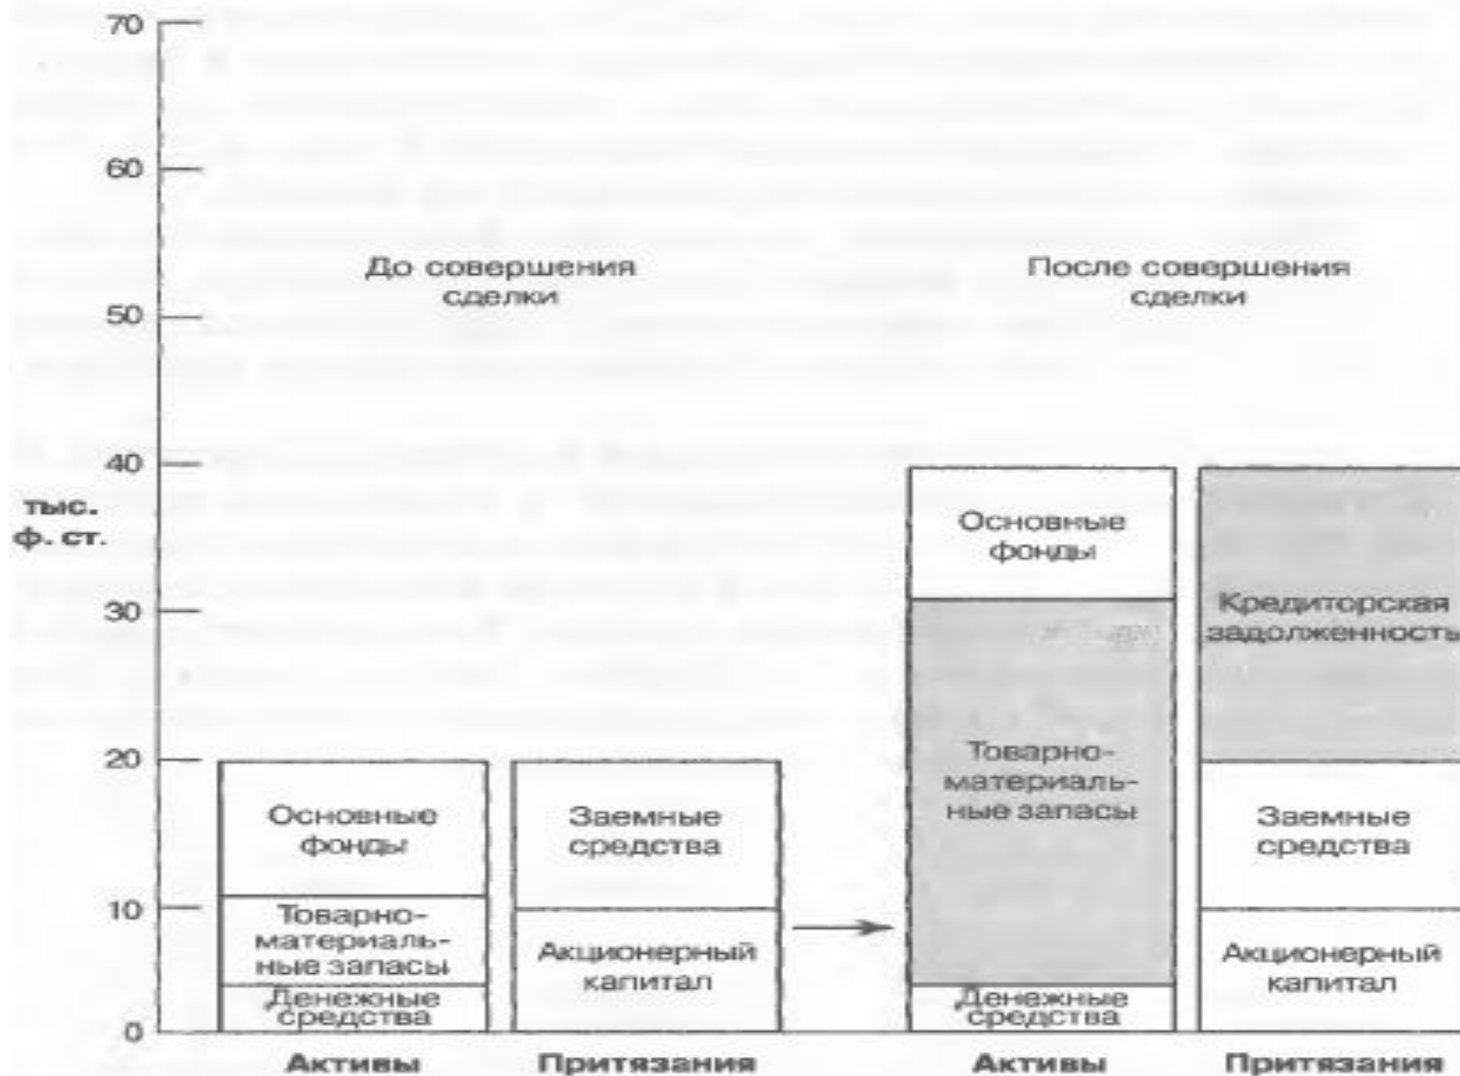 70
60
50
40
тыс.
ф. ст.
30
20
10
0
До совершения
сделки
Основные
фонды
Товарно-
материаль-
ные запасы
Денежные
средства
Активы
Заемные
средства
Акционерный
капитал
Притязания
После совершения
сделки
Основные
фонды
Товарно-
материаль-
ные запасы
Денежные
средства
Активы
Кредиторская
задолженность
Заемные
средства
Акционерный
капитал
Притязания